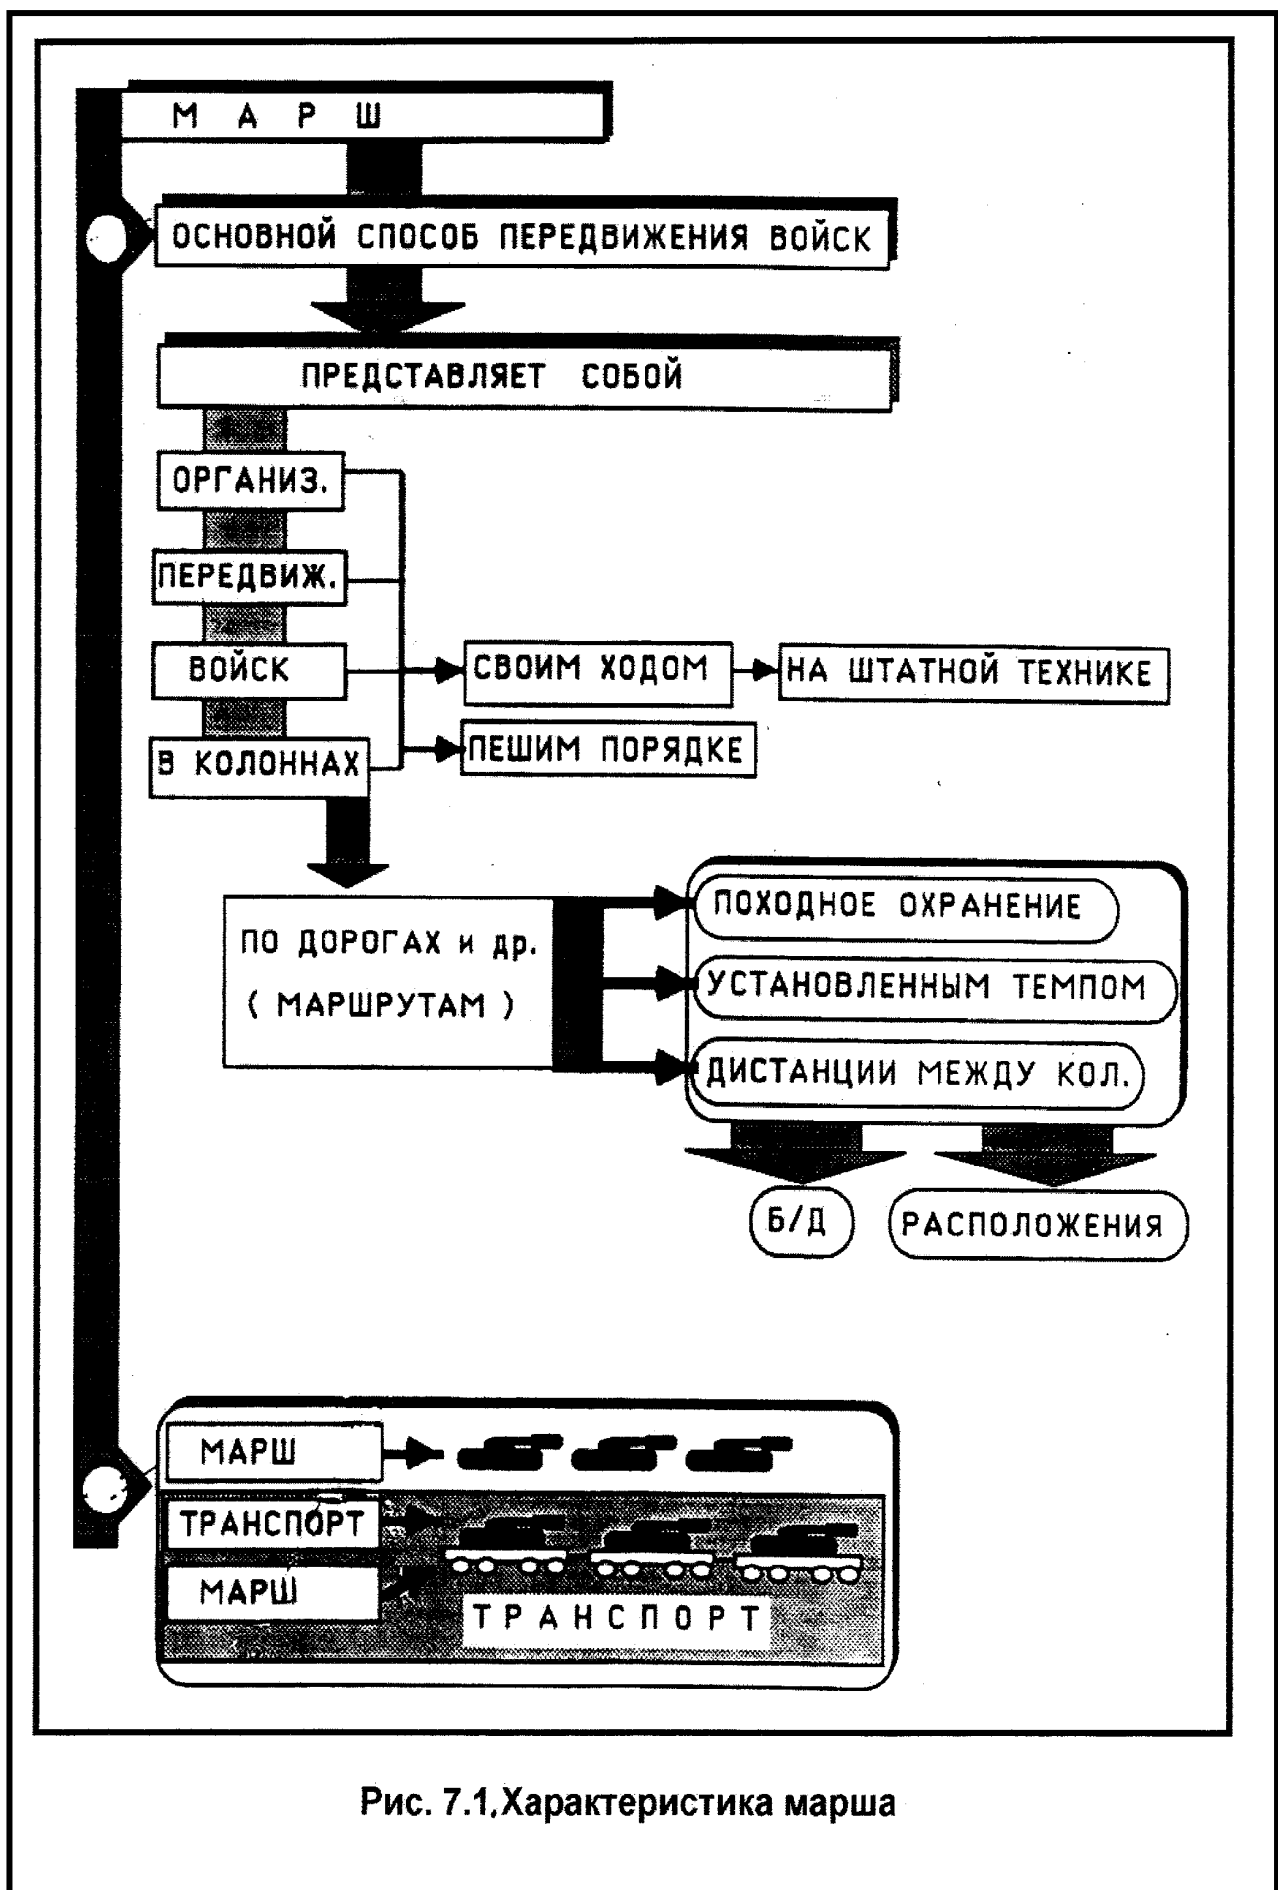 М А Р Ш
ОСНОВНОЙ СПОСОБ ПЕРЕДВИЖЕНИЯ ВОЙСК
ПРЕДСТАВЛЯЕТ СОБОЙ
ОРГАНИЗ.
ПЕРЕДВИЖ.
ВОЙСК
СВОИМ ХОДОМ
НА ШТАТНОЙ ТЕХНИКЕ
В КОЛОННАХ
ПЕШИМ ПОРЯДКЕ
ПО ДОРОГАХ и др.
( МАРШРУТАМ )
ПОХОДНОЕ ОХРАНЕНИЕ
УСТАНОВЛЕННЫМ ТЕМПОМ
ДИСТАНЦИИ МЕЖДУ КОЛ.
Б/Д
РАСПОЛОЖЕНИЯ
МАРШ
ТРАНСПОРТ
МАРШ
ТРАНСПОРТ
Рис. 7.1. Характеристика марша